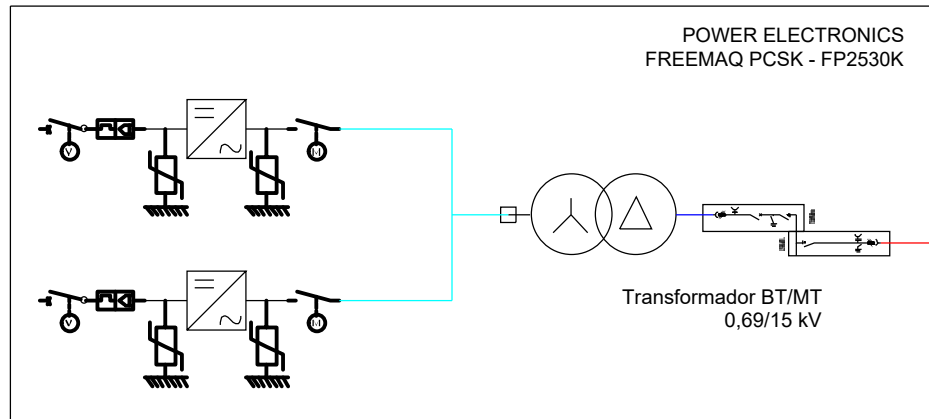 POWER ELECTRONICS
FREEMAQ PCSK - FP2530K
V
M
Transformador BT/MT
0,69/15 kV
V
M